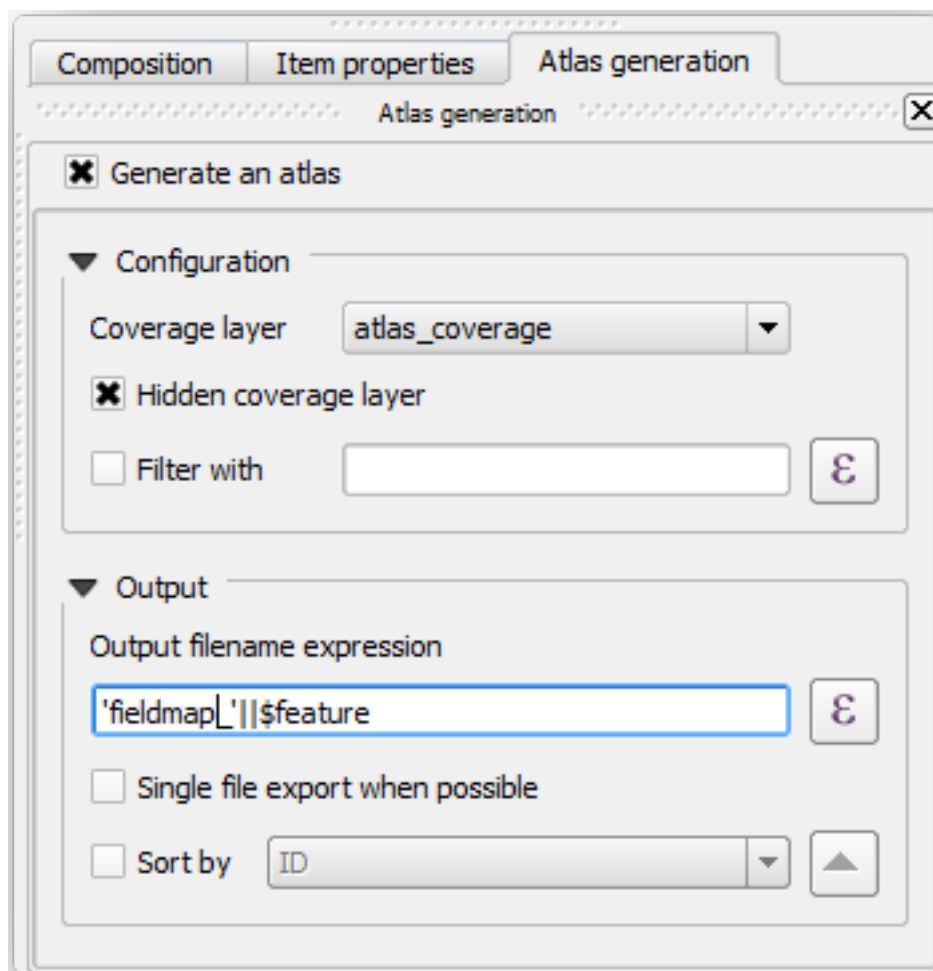 Composition Item properties Atlas generation
Atlas generation
Generate an atlas
Configuration
Coverage layer atlas_coverage
Hidden coverage layer
Filter with ε
Output
Output filename expression
'fieldmap_'||$feature ε
Single file export when possible
Sort by ID